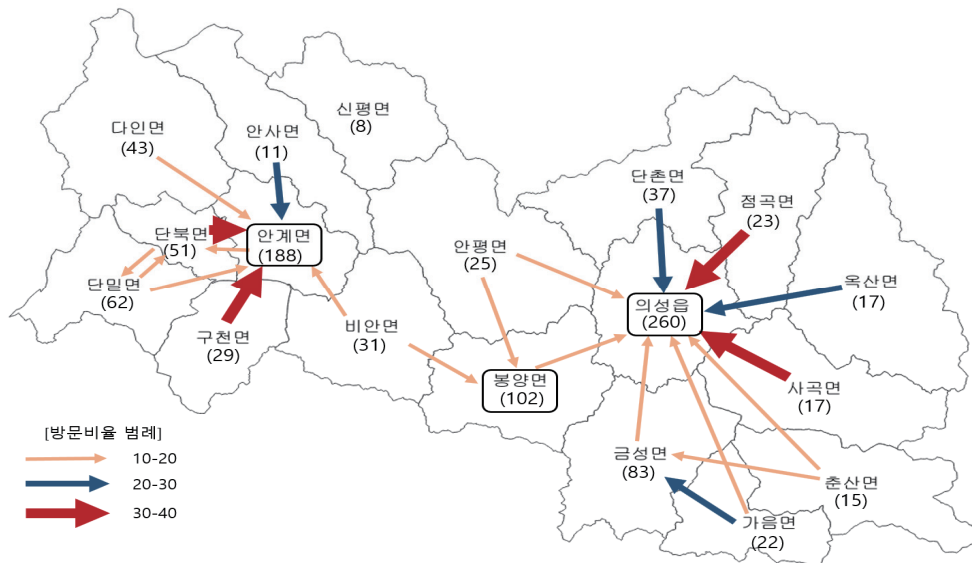 신평면
(8)
다인면
(43)
안사면
(11)
단촌면
(37)
점곡면
(23)
단북면
(51)
안계면
(188)
안평면
(25)
단밀면
(62)
옥산면
(17)
의성읍
(260)
구천면
(29)
비안면
(31)
봉양면
(102)
사곡면
(17)
[방문비율 범례]
10-20
20-30
30-40
금성면
(83)
춘산면
(15)
가음면
(22)